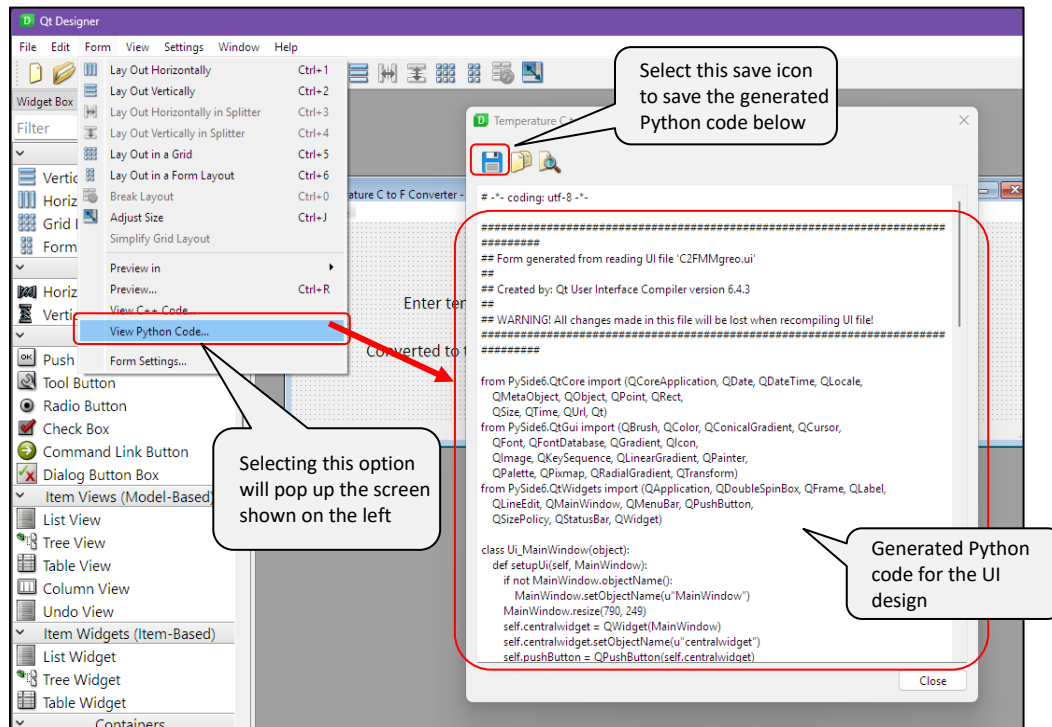 Qt Designer
File Edit Form View Settings Window Help
Widget Box
Filter
Lay Out Horizontally Ctrl+1
Lay Out Vertically Ctrl+2
Lay Out Horizontally in Splitter Ctrl+3
Lay Out Vertically in Splitter Ctrl+4
Lay Out in a Grid Ctrl+5
Lay Out in a Form Layout Ctrl+6
Break Layout Ctrl+0
Adjust Size Ctrl+J
Simplify Grid Layout
Preview in
Preview... Ctrl+R
View C++ Code...
View Python Code...
Form Settings...
Vertic
Horiz
Grid l
Form
Horiz
Vertic
OK Push
Tool Button
Radio Button
Check Box
Command Link Button
Dialog Button Box
Item Views (Model-Based)
List View
Tree View
Table View
Column View
Undo View
Item Widgets (Item-Based)
List Widget
Tree Widget
Table Widget
Containers
ature C to F Converter -
Enter ter
Converted to t
Select this save icon
to save the generated
Python code below
Temperature C t
# -*- coding: utf-8 -*-
################################################################################
## Form generated from reading UI file 'C2FMMgreo.ui'
##
## Created by: Qt User Interface Compiler version 6.4.3
##
## WARNING! All changes made in this file will be lost when recompiling UI file!
################################################################################
from PySide6.QtCore import (QCoreApplication, QDate, QDateTime, QLocale,
QMetaObject, QObject, QPoint, QRect,
QSize, QTime, QUrl, Qt)
from PySide6.QtGui import (QBrush, QColor, QConicalGradient, QCursor,
QFont, QFontDatabase, QGradient, QIcon,
QImage, QKeySequence, QLinearGradient, QPainter,
QPalette, QPixmap, QRadialGradient, QTransform)
from PySide6.QtWidgets import (QApplication, QDoubleSpinBox, QFrame, QLabel,
QLineEdit, QMainWindow, QMenuBar, QPushButton,
QSizePolicy, QStatusBar, QWidget)
class Ui_MainWindow(object):
def setupUi(self, MainWindow):
if not MainWindow.objectName():
MainWindow.setObjectName(u"MainWindow")
MainWindow.resize(790, 249)
self.centralwidget = QWidget(MainWindow)
self.centralwidget.setObjectName(u"centralwidget")
self.pushButton = QPushButton(self.centralwidget)
Close
Selecting this option
will pop up the screen
shown on the left
Generated Python
code for the UI
design